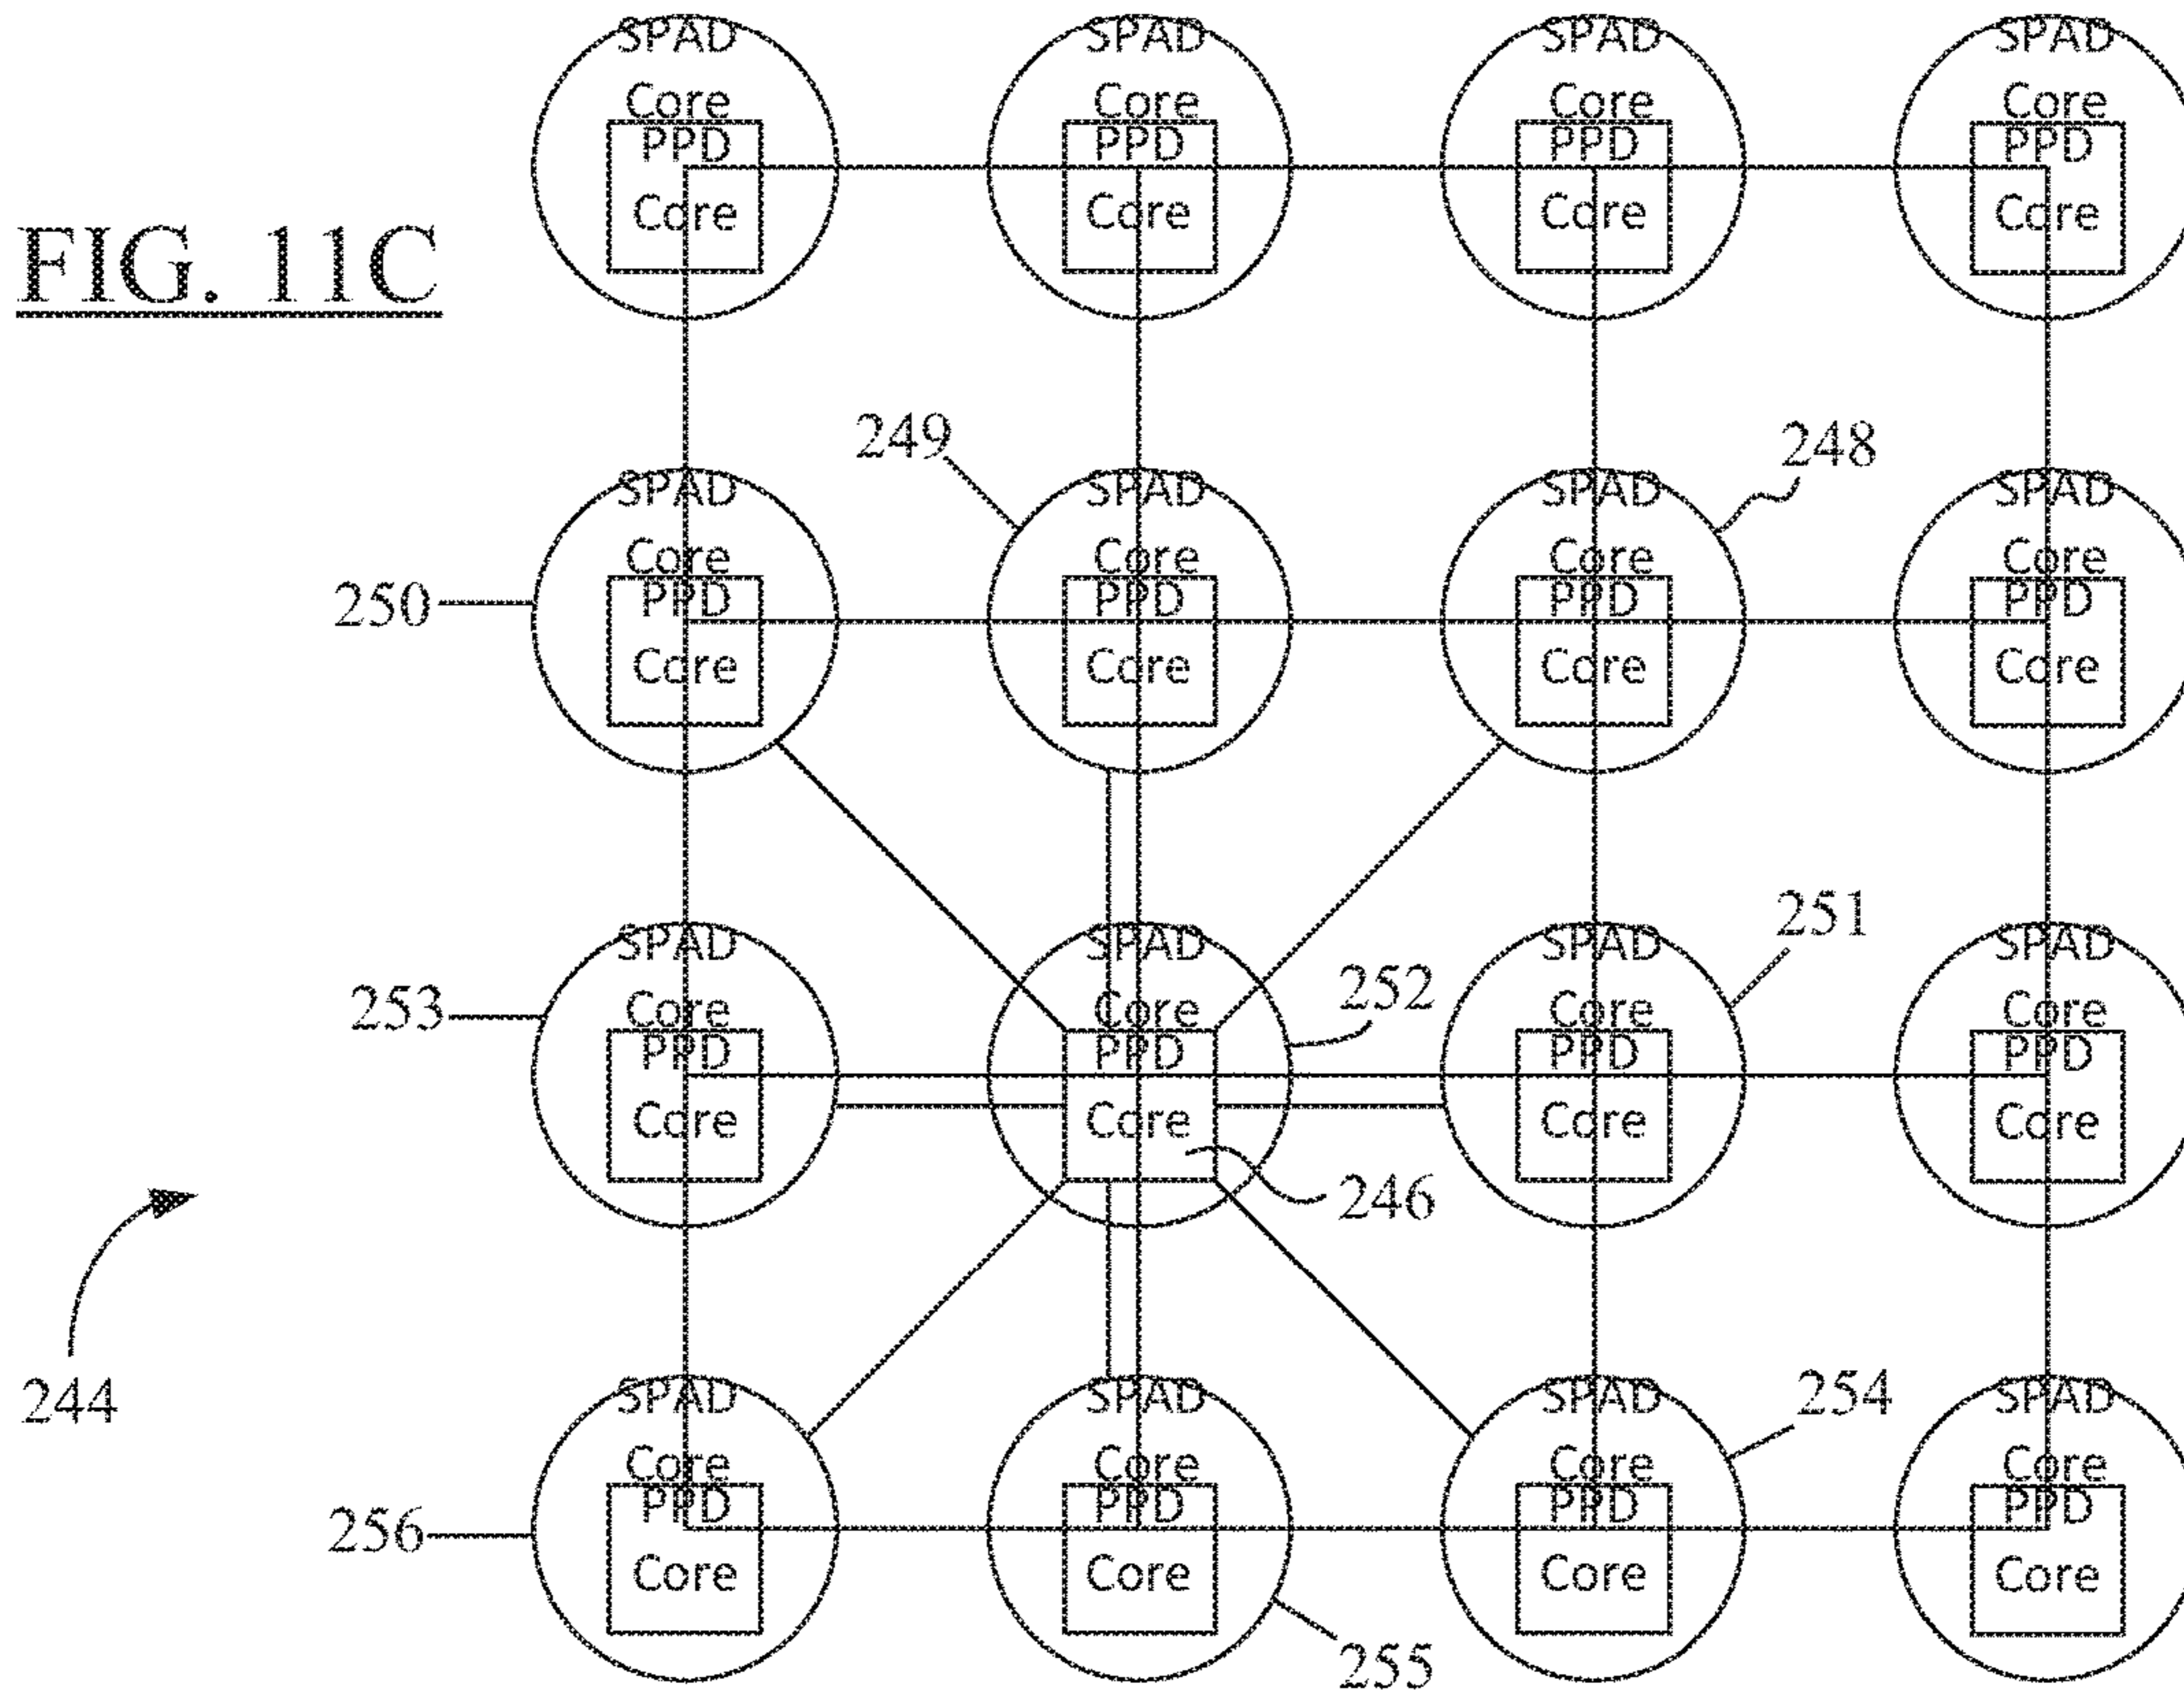 SPAD SPAD SPAD SPAD
Core Core Core Core
PPD PPD PPD PPD
Core Core Core Core
FIG. 11C
249 248
SPAD SPAD SPAD SPAD
Core Core Core Core
250
PPD PPD PPD PPD
Core Core Core Core
251
SPAD SPAD SPAD SPAD
252
253
Core Core Core Core
PPD PPD PPD PPD
Core Core Core Core
246
244
SPAD SPAD SPAD SPAD
254
Core Core Core Core
PPD PPD PPD PPD
256
Core Core Core Core
255